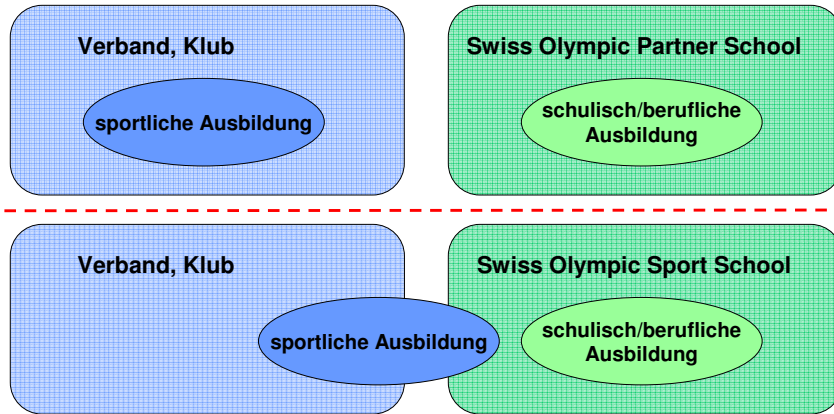 Verband, Klub
sportliche Ausbildung
Swiss Olympic Partner School
schulisch/berufliche
Ausbildung
Verband, Klub
sportliche Ausbildung
Swiss Olympic Sport School
schulisch/berufliche
Ausbildung